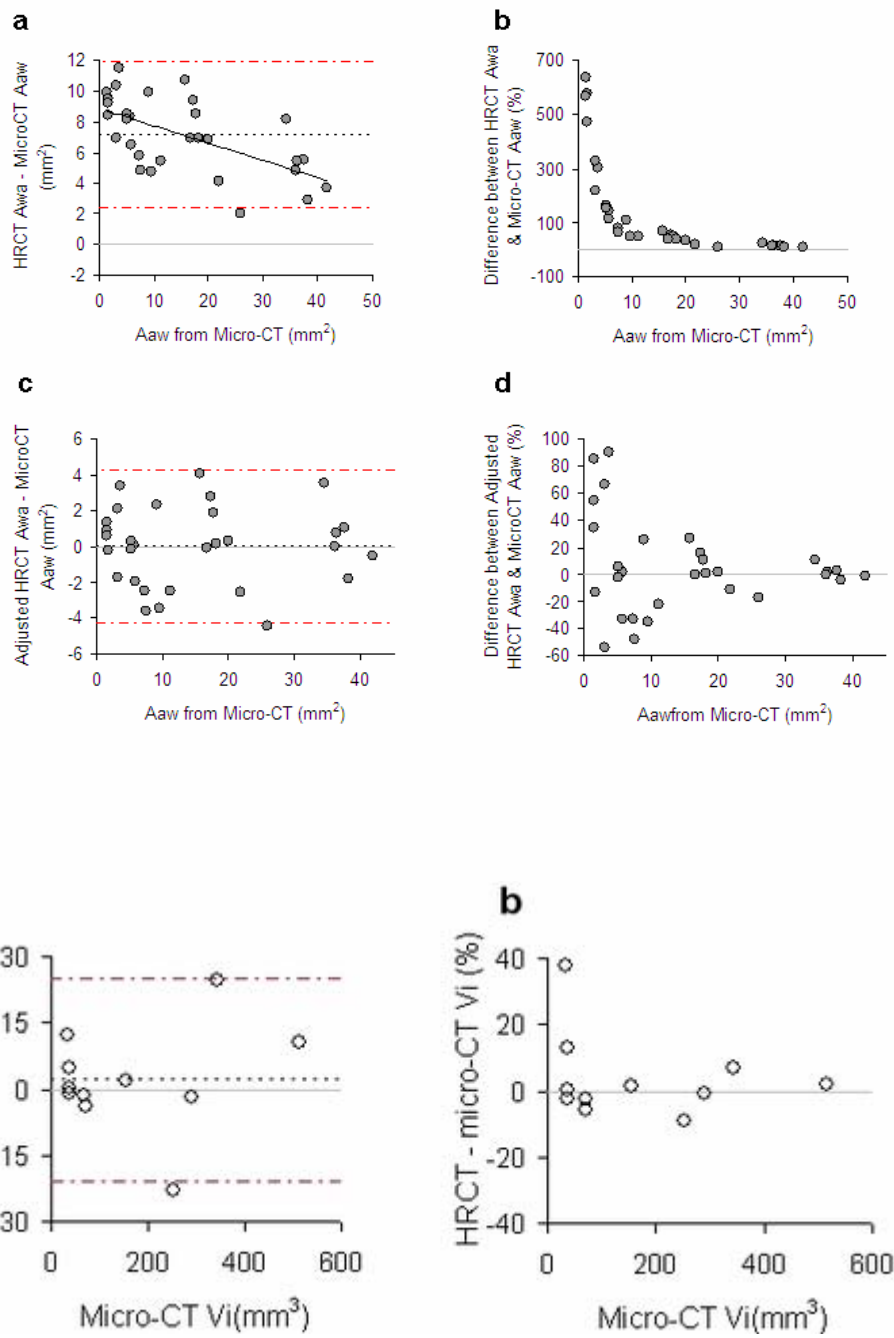 a
HRCT Awa - MicroCT Aaw
(mm²)
12
10
8
6
4
2
0
-2
0 10 20 30 40 50
Aaw from Micro-CT (mm²)
b
Difference between HRCT Awa
& Micro-CT Aaw (%)
700
500
300
100
-100
0 10 20 30 40 50
Aaw from Micro-CT (mm²)
c
Adjusted HRCT Awa - MicroCT
Aaw (mm²)
6
4
2
0
-2
-4
-6
0 10 20 30 40
Aaw from Micro-CT (mm²)
d
Difference between Adjusted
HRCT Awa & MicroCT Aaw (%)
100
80
60
40
20
0
-20
-40
-60
0 10 20 30 40
Aawfrom Micro-CT (mm²)
30
15
0
15
30
0 200 400 600
Micro-CT Vi(mm³)
b
HRCT - micro-CT Vi (%)
40
20
0
-20
-40
0 200 400 600
Micro-CT Vi(mm³)